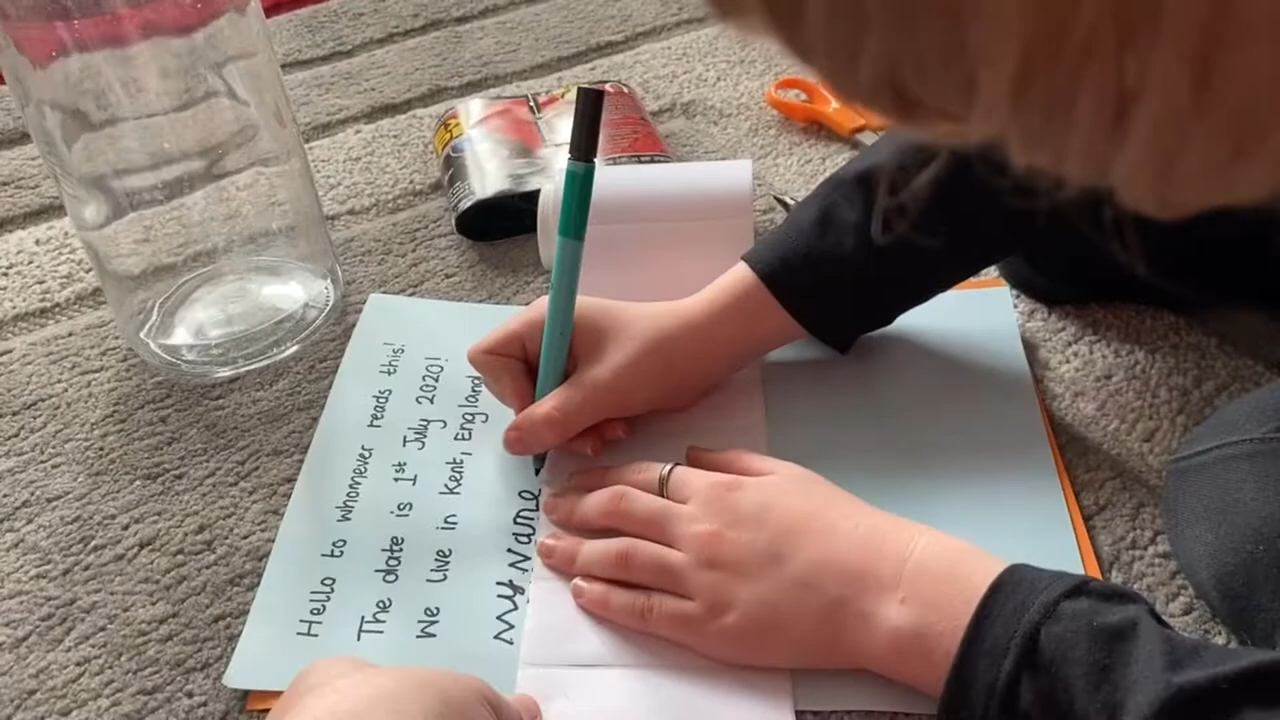 Hello to whomever reads this!
The date is 1st July 2020!
We live in Kent, England
My Name